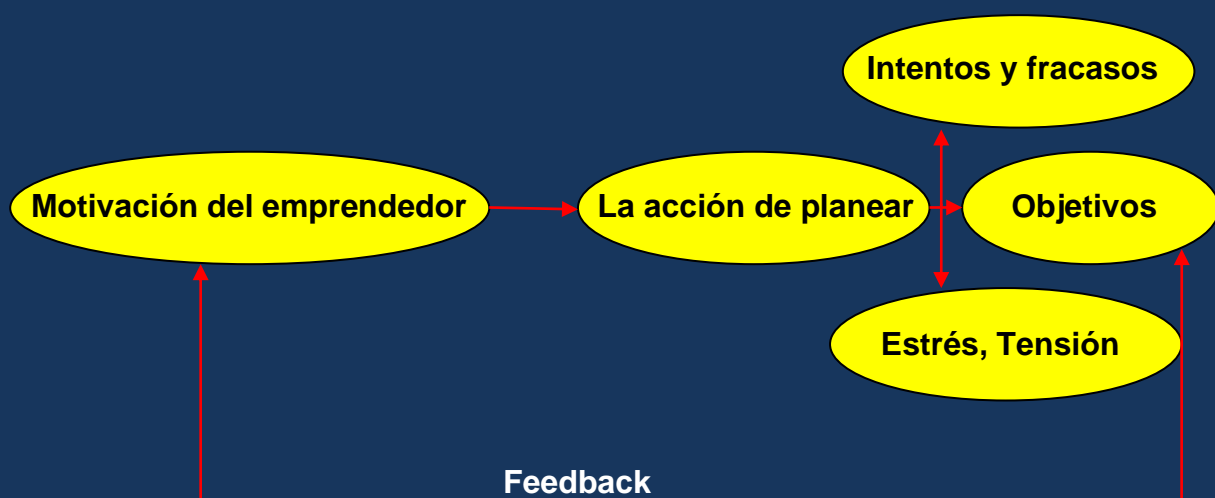 Intentos y fracasos
Motivación del emprendedor
La acción de planear
Objetivos
Estrés, Tensión
Feedback